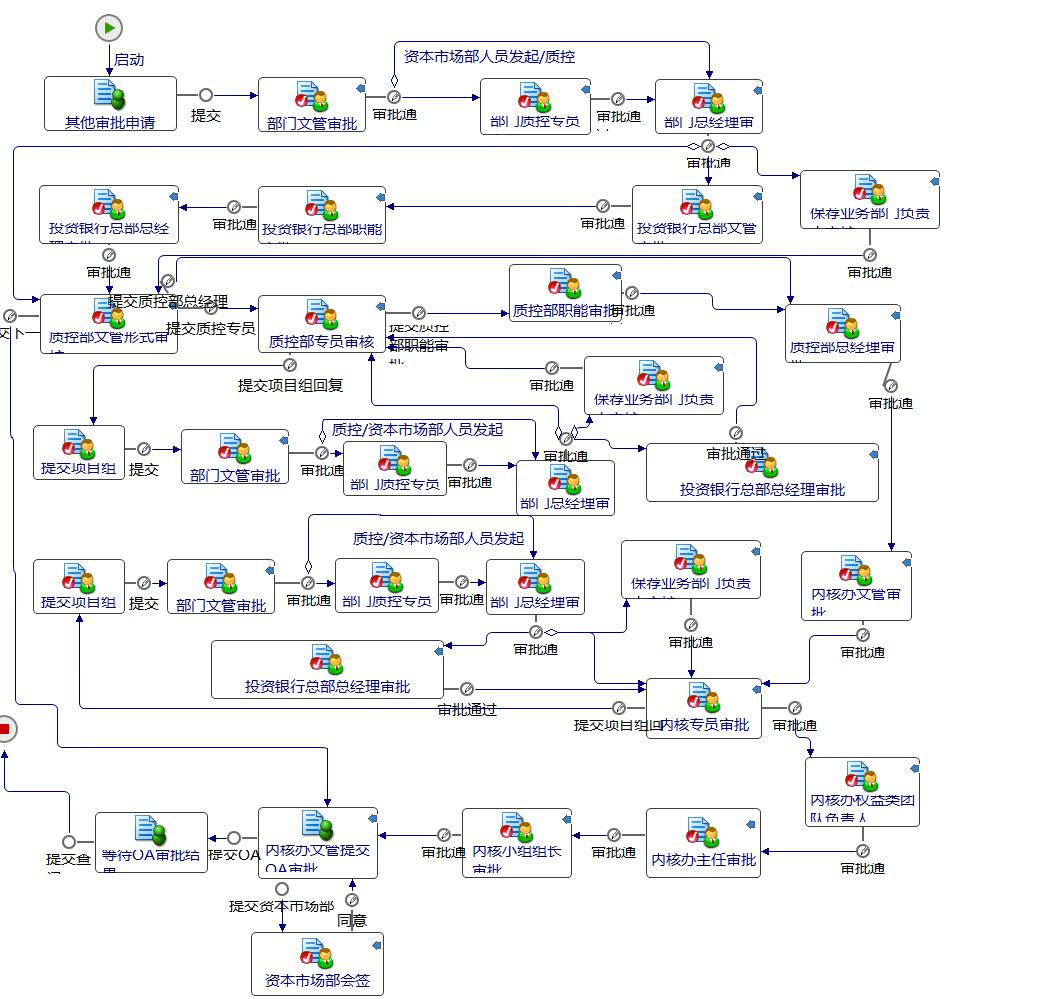 启动
资本市场部人员发起/质控
其他审批申请
提交
部门文管审批
审批通
部门质控专员
审批通
部门总经理审
审批通
投资银行总部总经
审批通
投资银行总部职能
审批通
投资银行总部文管
保存业务部门负责
审批通
审批通
提交质控部总经理
质控部文管形式审
提交质控专员
质控部专员审核
提交质控
部职能审
批
质控部职能审批
审批通
质控部总经理审
审批通
提交项目组回复
审批通
保存业务部门负责
质控/资本市场部人员发起
提交项目组
提交
部门文管审批
审批通
部门质控专员
审批通
部门总经理审
审批通
审批通过
投资银行总部总经理审批
质控/资本市场部人员发起
提交项目组
提交
部门文管审批
审批通
部门质控专员
审批通
部门总经理审
审批通
保存业务部门负责
审批通
内核办文管审
批
审批通
投资银行总部总经理审批
审批通过
提交项目组回
内核专员审批
审批通
内核办权益类团
队负责人
审批通
内核办主任审批
审批通
内核小组组长
审批
审批通
内核办文管提交
OA审批
提交OA
等待OA审批结
果
提交盒
提交资本市场部
同意
资本市场部会签